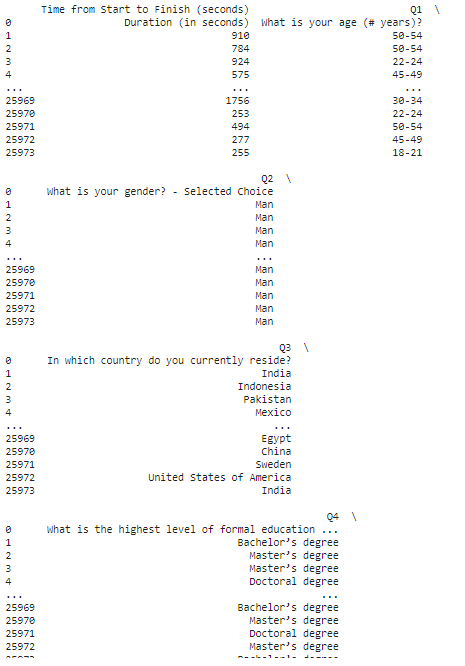 Time from Start to Finish (seconds) Q1 \
0 Duration (in seconds) What is your age (# years)?
1 910 50-54
2 784 50-54
3 924 22-24
4 575 45-49
... ... ...
25969 1756 30-34
25970 253 22-24
25971 494 50-54
25972 277 45-49
25973 255 18-21
Q2 \
0 What is your gender? - Selected Choice
1 Man
2 Man
3 Man
4 Man
... ...
25969 Man
25970 Man
25971 Man
25972 Man
25973 Man
Q3 \
0 In which country do you currently reside?
1 India
2 Indonesia
3 Pakistan
4 Mexico
... ...
25969 Egypt
25970 China
25971 Sweden
25972 United States of America
25973 India
Q4 \
0 What is the highest level of formal education ...
1 Bachelor’s degree
2 Master’s degree
3 Master’s degree
4 Doctoral degree
... ...
25969 Bachelor’s degree
25970 Master’s degree
25971 Doctoral degree
25972 Master’s degree